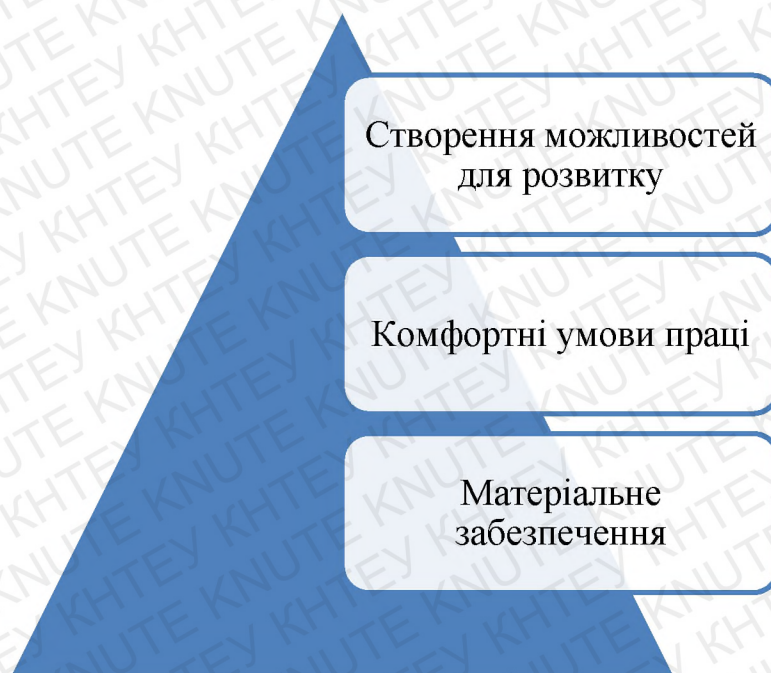 Створення можливостей
для розвитку
Комфортні умови праці
Матеріальне
забезпечення